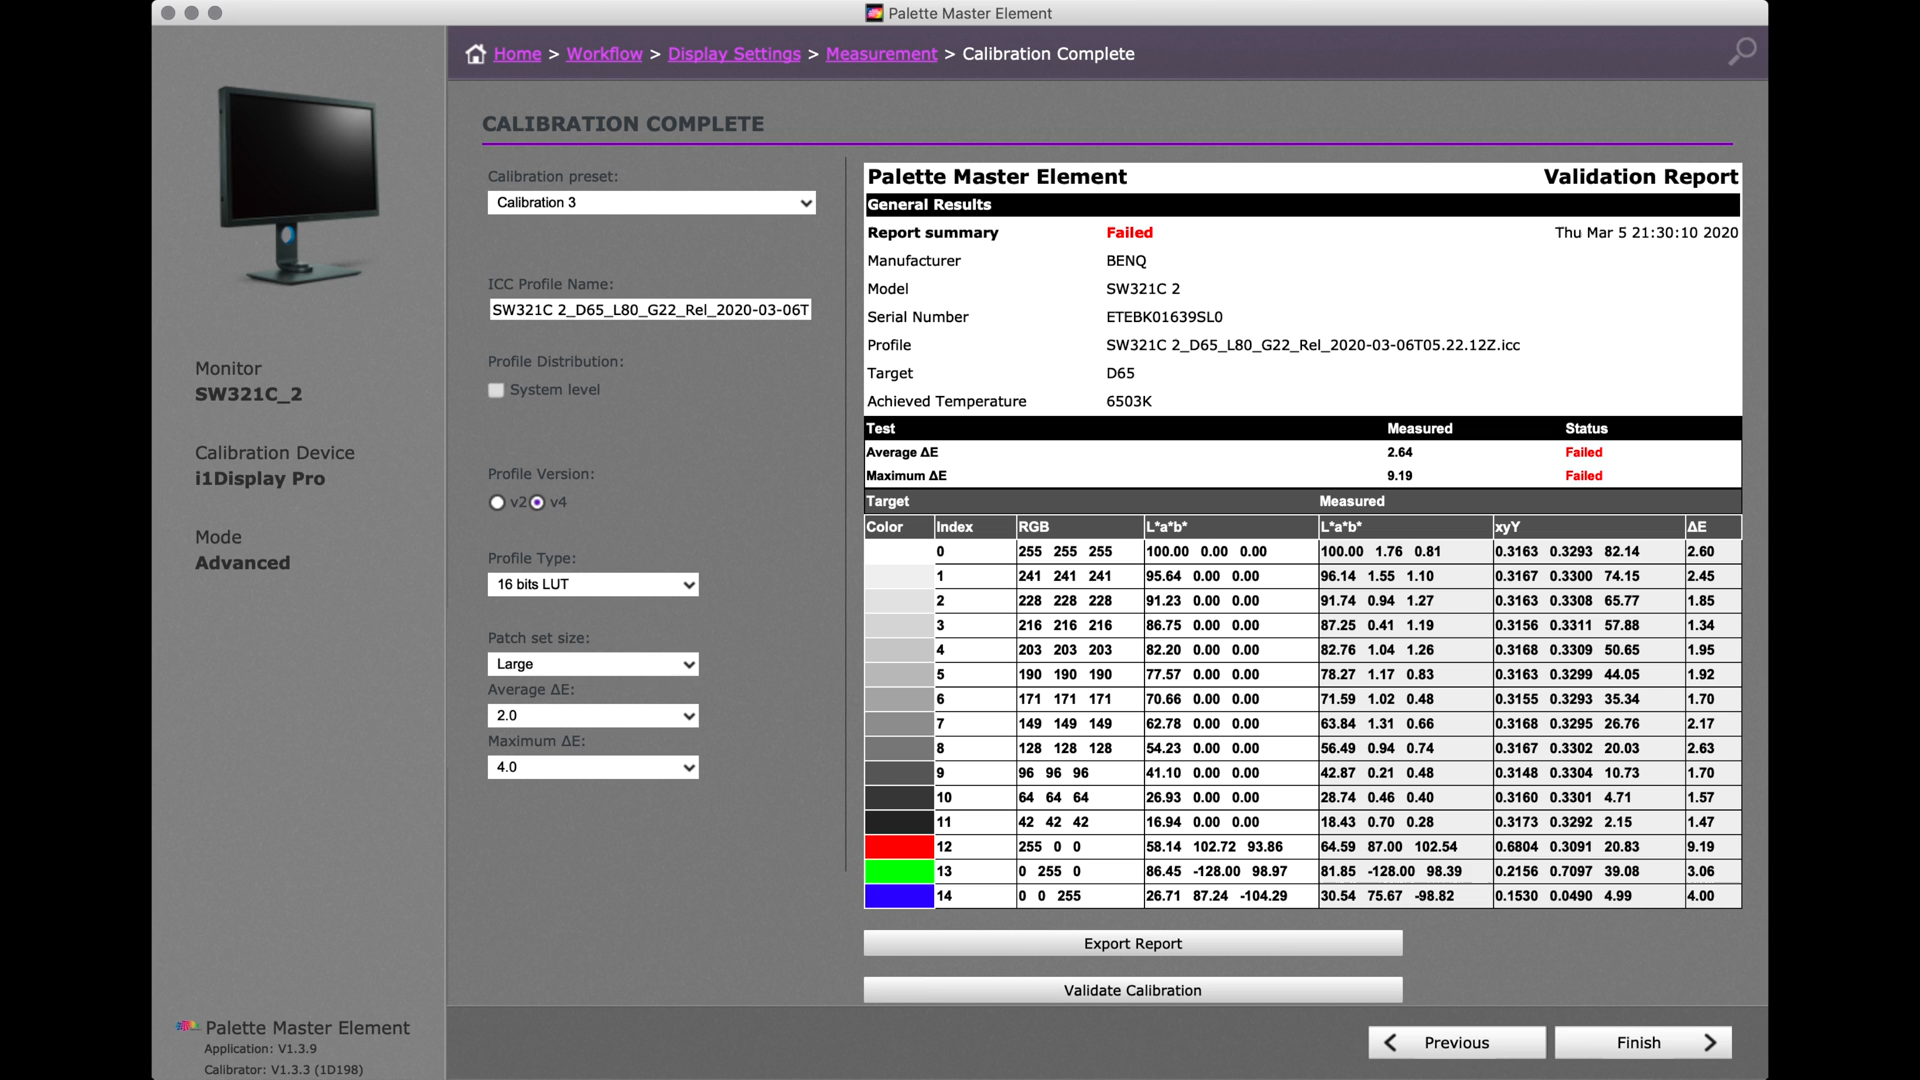 Palette Master Element
Home > Workflow > Display Settings > Measurement > Calibration Complete
Monitor
SW321C_2
Calibration Device
i1Display Pro
Mode
Advanced
Palette Master Element
Application: V1.3.9
Calibrator: V1.3.3 (1D198)
CALIBRATION COMPLETE
Calibration preset:
Calibration 3
ICC Profile Name:
SW321C 2_D65_L80_G22_Rel_2020-03-06T
Profile Distribution:
System level
Profile Version:
v2 v4
Profile Type:
16 bits LUT
Patch set size:
Large
Average ΔE:
2.0
Maximum ΔE:
4.0
Palette Master Element Validation Report
General Results
Report summary Failed Thu Mar 5 21:30:10 2020
Manufacturer BENQ
Model SW321C 2
Serial Number ETEBK01639SL0
Profile SW321C 2_D65_L80_G22_Rel_2020-03-06T05.22.12Z.icc
Target D65
Achieved Temperature 6503K
Test Measured Status
Average ΔE 2.64 Failed
Maximum ΔE 9.19 Failed
Target Measured
Color Index RGB L*a*b* L*a*b* xyY ΔE
0 255 255 255 100.00 0.00 0.00 100.00 1.76 0.81 0.3163 0.3293 82.14 2.60
1 241 241 241 95.64 0.00 0.00 96.14 1.55 1.10 0.3167 0.3300 74.15 2.45
2 228 228 228 91.23 0.00 0.00 91.74 0.94 1.27 0.3163 0.3308 65.77 1.85
3 216 216 216 86.75 0.00 0.00 87.25 0.41 1.19 0.3156 0.3311 57.88 1.34
4 203 203 203 82.20 0.00 0.00 82.76 1.04 1.26 0.3168 0.3309 50.65 1.95
5 190 190 190 77.57 0.00 0.00 78.27 1.17 0.83 0.3163 0.3299 44.05 1.92
6 171 171 171 70.66 0.00 0.00 71.59 1.02 0.48 0.3155 0.3293 35.34 1.70
7 149 149 149 62.78 0.00 0.00 63.84 1.31 0.66 0.3168 0.3295 26.76 2.17
8 128 128 128 54.23 0.00 0.00 56.49 0.94 0.74 0.3167 0.3302 20.03 2.63
9 96 96 96 41.10 0.00 0.00 42.87 0.21 0.48 0.3148 0.3304 10.73 1.70
10 64 64 64 26.93 0.00 0.00 28.74 0.46 0.40 0.3160 0.3301 4.71 1.57
11 42 42 42 16.94 0.00 0.00 18.43 0.70 0.28 0.3173 0.3292 2.15 1.47
12 255 0 0 58.14 102.72 93.86 64.59 87.00 102.54 0.6804 0.3091 20.83 9.19
13 0 255 0 86.45 -128.00 98.97 81.85 -128.00 98.39 0.2156 0.7097 39.08 3.06
14 0 0 255 26.71 87.24 -104.29 30.54 75.67 -98.82 0.1530 0.0490 4.99 4.00
Export Report
Validate Calibration
Previous
Finish